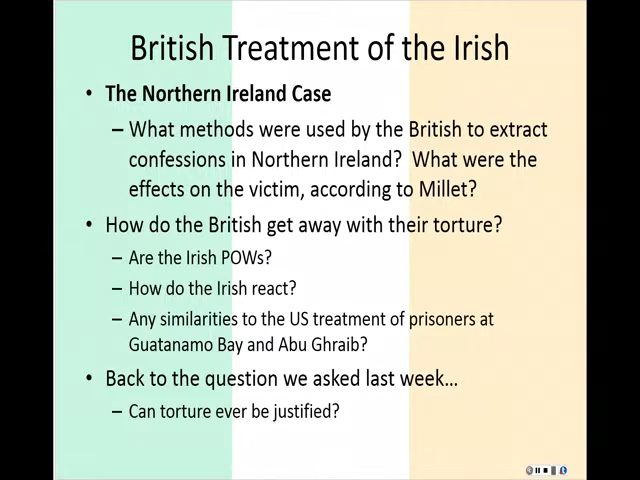 British Treatment of the Irish
• The Northern Ireland Case
– What methods were used by the British to extract
confessions in Northern Ireland? What were the
effects on the victim, according to Millet?
• How do the British get away with their torture?
– Are the Irish POWs?
– How do the Irish react?
– Any similarities to the US treatment of prisoners at
Guatanamo Bay and Abu Ghraib?
• Back to the question we asked last week…
– Can torture ever be justified?